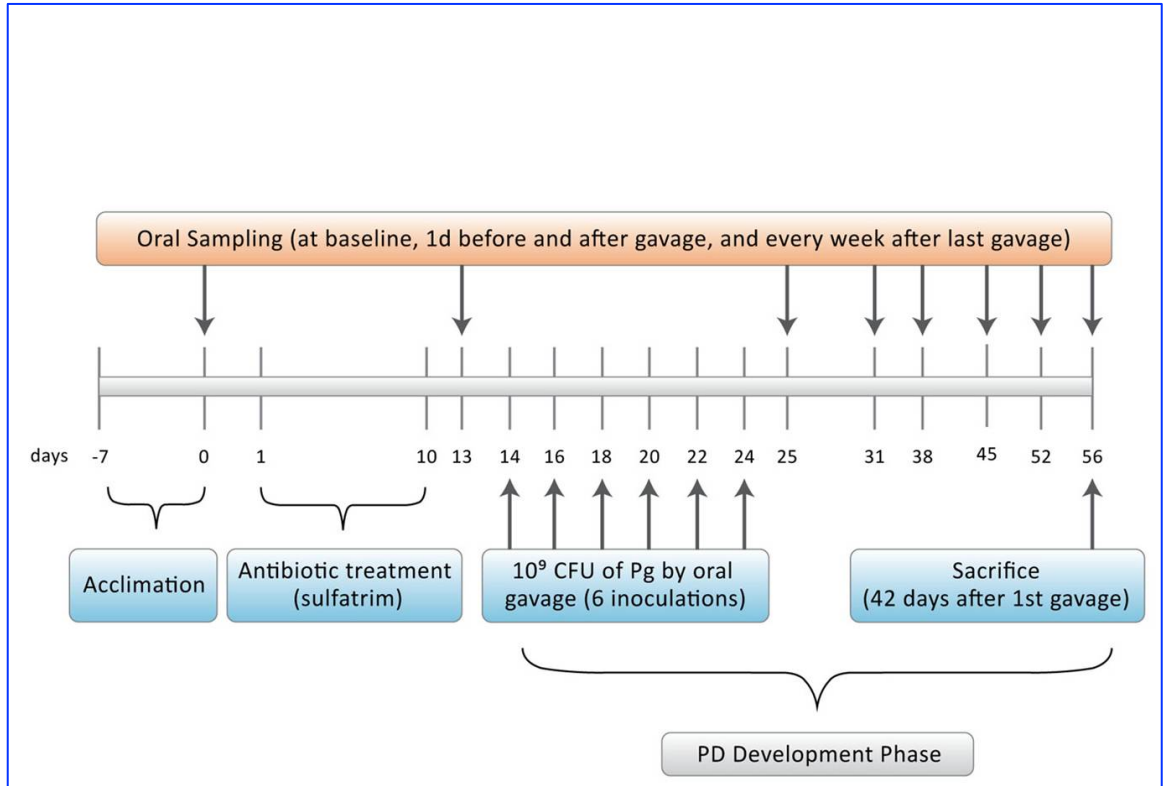 Oral Sampling (at baseline, 1d before and after gavage, and every week after last gavage)
days -7 0 1 10 13 14 16 18 20 22 24 25 31 38 45 52 56
Acclimation
Antibiotic treatment
(sulfatrim)
10⁹ CFU of Pg by oral
gavage (6 inoculations)
Sacrifice
(42 days after 1st gavage)
PD Development Phase